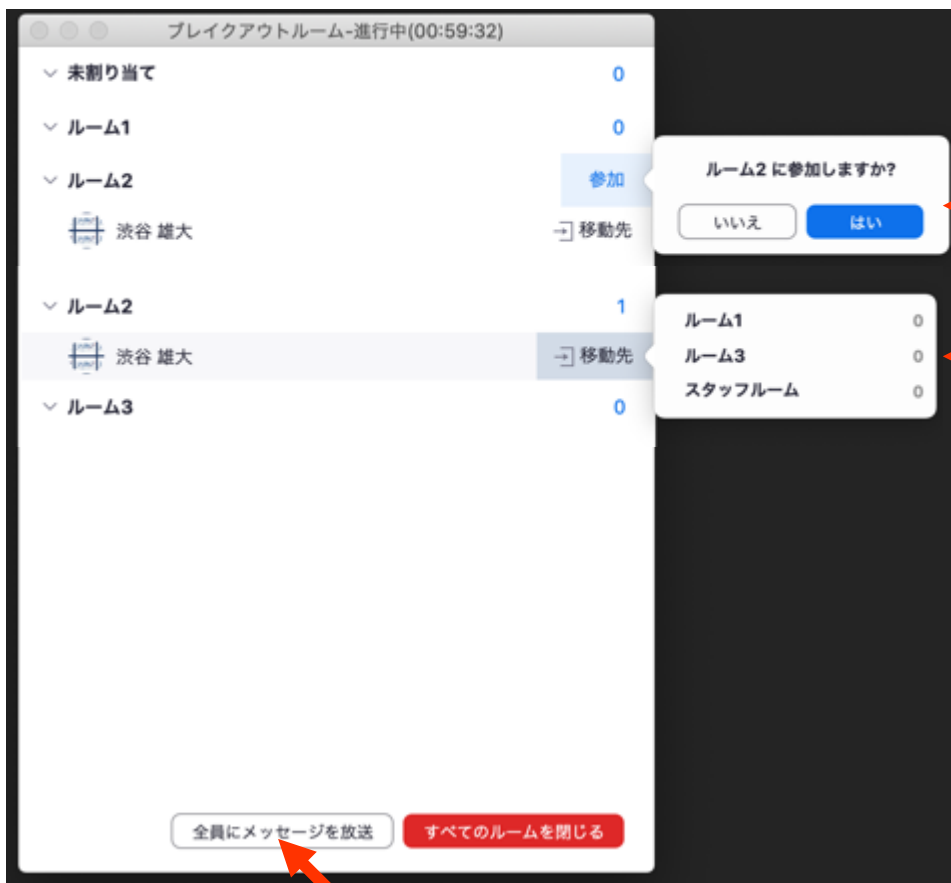 ブレイクアウトルーム-進行中(00:59:32)
未割り当て 0
ルーム1 0
ルーム2 参加
渋谷 雄大 移動先
ルーム2 に参加しますか?
いいえ はい
ルーム2 1
渋谷 雄大 移動先
ルーム3 0
ルーム1 0
ルーム3 0
スタッフルーム 0
全員にメッセージを放送 すべてのルームを閉じる